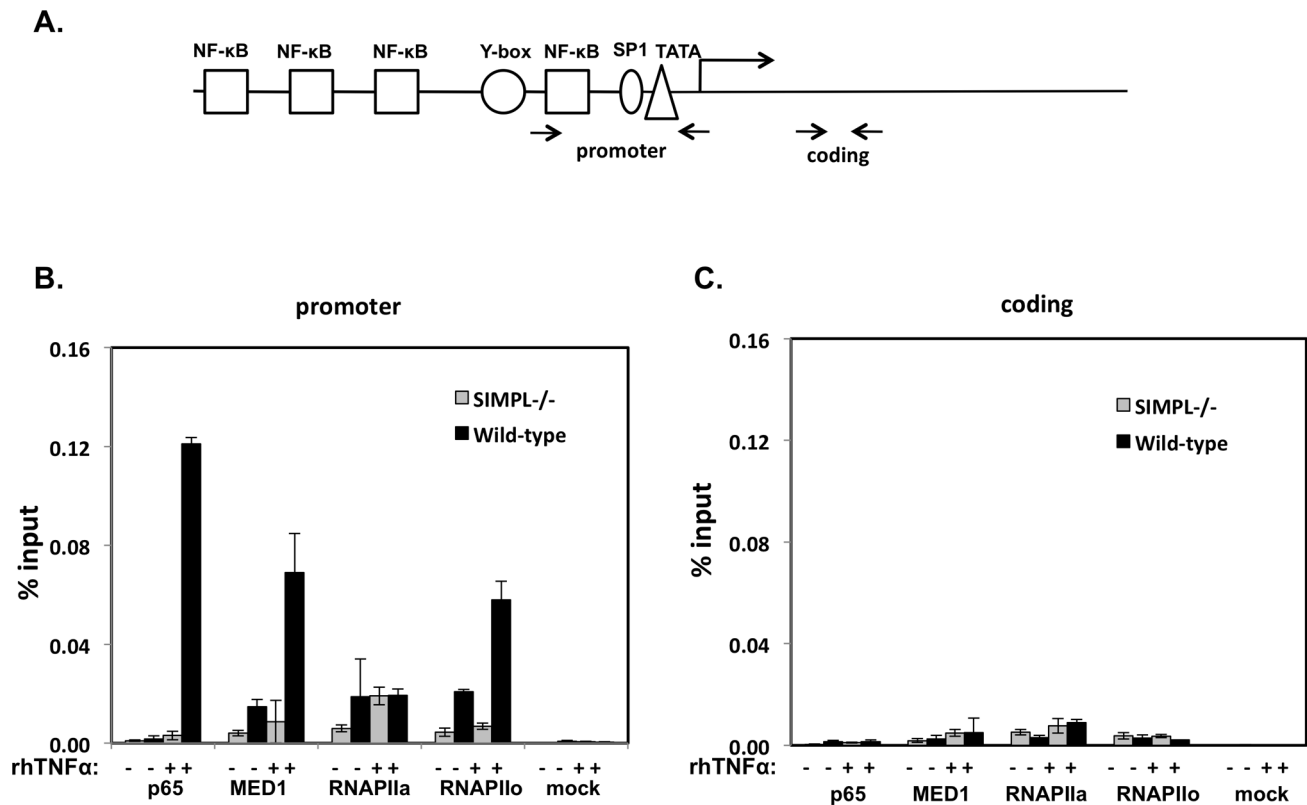 A.
NF-κB NF-κB NF-κB Y-box NF-κB SP1 TATA
promoter coding
B.
promoter
% input
0.16
0.12
0.08
0.04
0.00
SIMPL-/-
Wild-type
rhTNFα: - - + + - - + + - - + + - - + + - - + +
p65 MED1 RNAPIIa RNAPIIo mock
C.
coding
% input
0.16
0.12
0.08
0.04
0.00
SIMPL-/-
Wild-type
rhTNFα: - - + + - - + + - - + + - - + + - - + +
p65 MED1 RNAPIIa RNAPIIo mock